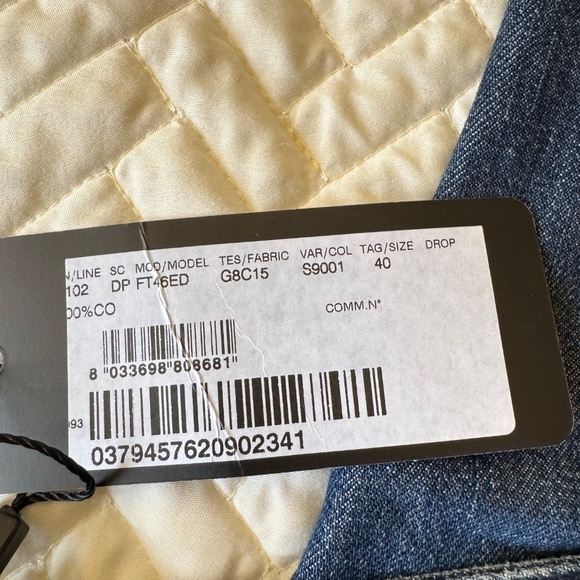 N/LINE SC MOD/MODEL TES/FABRIC VAR/COL TAG/SIZE DROP
102 DP FT46ED G8C15 S9001 40
00%CO COMM.N°
8 "033698"808681"
093
0379457620902341